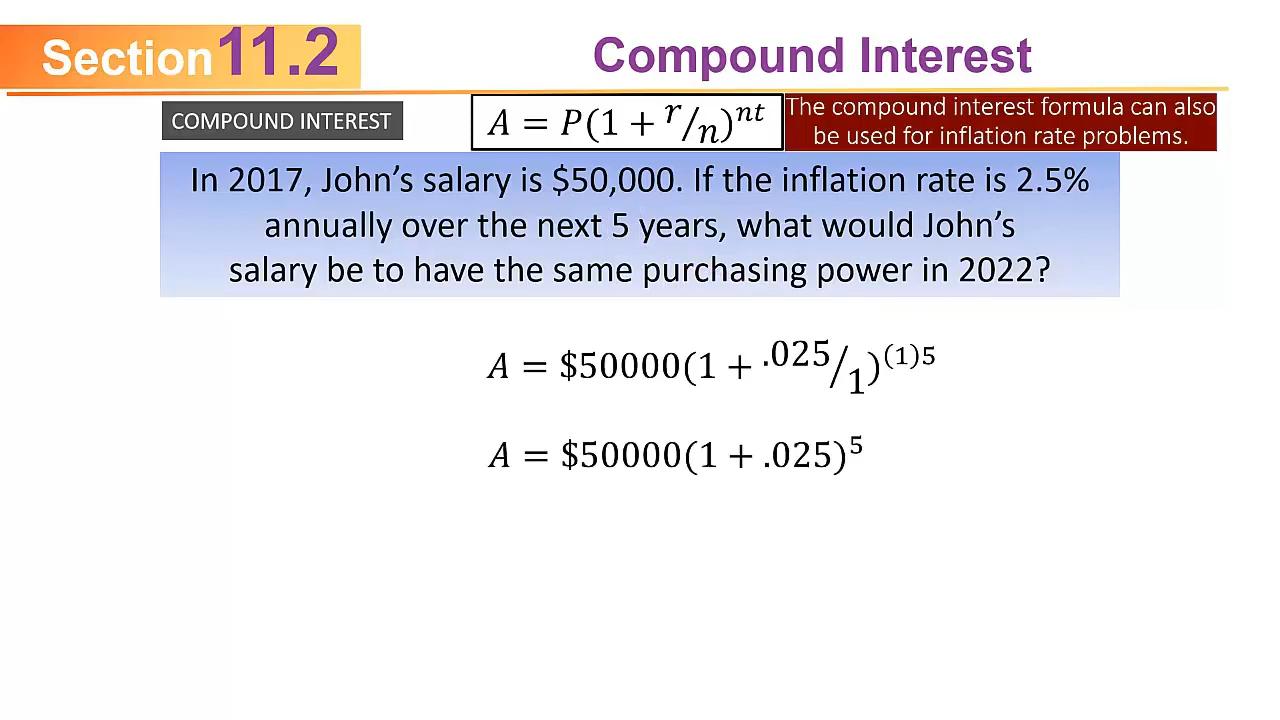 Section 11.2
Compound Interest
COMPOUND INTEREST
A = P(1 + r/n)^nt
The compound interest formula can also
be used for inflation rate problems.
In 2017, John’s salary is $50,000. If the inflation rate is 2.5%
annually over the next 5 years, what would John’s
salary be to have the same purchasing power in 2022?
A = $50000(1 + .025/1)^(1)5
A = $50000(1 + .025)^5